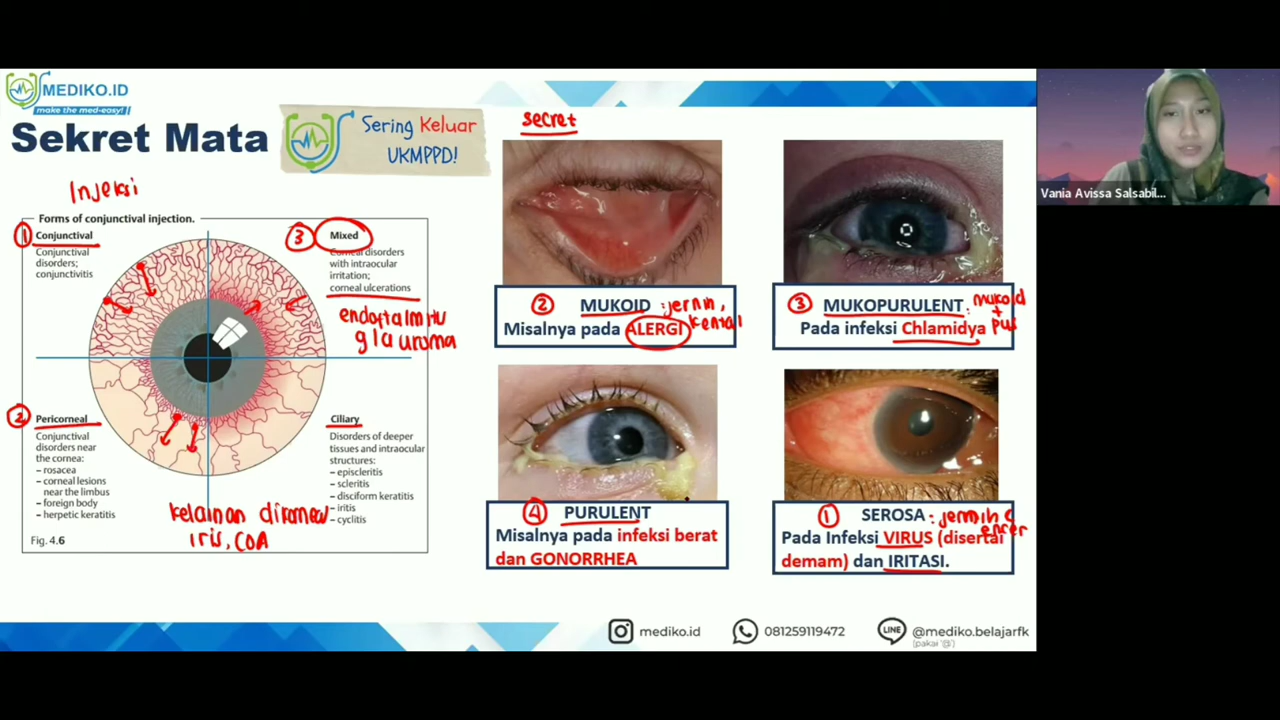 MEDIKO.ID
make the med-easy!
Sekret Mata
Sering Keluar
UKMPPD!
Injeksi
Forms of conjunctival injection.
1 Conjunctival
Conjunctival
disorders;
conjunctivitis
3 Mixed
Corneal disorders
with intraocular
irritation;
corneal ulcerations
endoftalmitis
glaukoma
2 Pericorneal
Conjunctival
disorders near
the cornea:
– rosacea
– corneal lesions
near the limbus
– foreign body
– herpetic keratitis
Ciliary
Disorders of deeper
tissues and intraocular
structures:
– episcleritis
– scleritis
– disciform keratitis
– iritis
– cyclitis
kelainan dikornea
iris, COA
Fig. 4.6
secret
2 MUKOID : jernih,
kental
Misalnya pada ALERGI
3 MUKOPURULENT : mukoid
+
pus
Pada infeksi Chlamidya
4 PURULENT
Misalnya pada infeksi berat
dan GONORRHEA
1 SEROSA : jernih &
encer
Pada Infeksi VIRUS (disertai
demam) dan IRITASI.
mediko.id
081259119472
LINE
@mediko.belajarfk
(pakai '@')
Vania Avissa Salsabil...